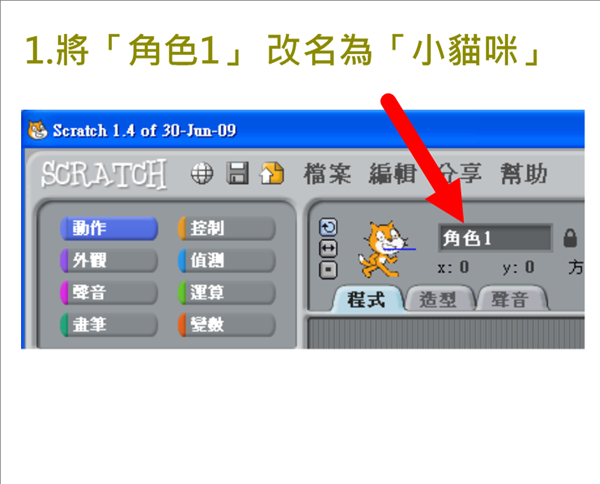 1.將「角色1」 改名為「小貓咪」
Scratch 1.4 of 30-Jun-09
SCRATCH 檔案 編輯 分享 幫助
動作 控制
外觀 偵測
聲音 運算
畫筆 變數
角色1
x: 0 y: 0 方
程式 造型 聲音